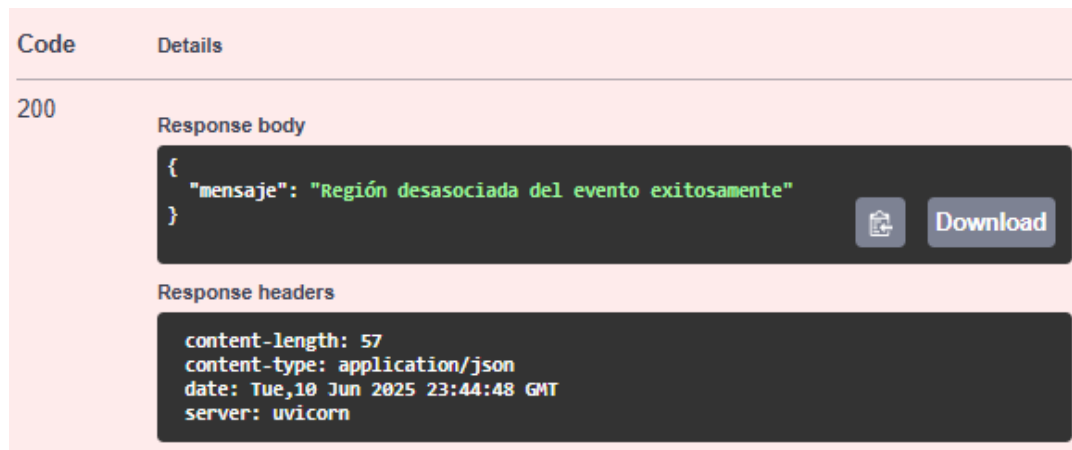 Code Details
200
Response body
{
  "mensaje": "Región desasociada del evento exitosamente"
}
Download
Response headers
content-length: 57
content-type: application/json
date: Tue,10 Jun 2025 23:44:48 GMT
server: uvicorn